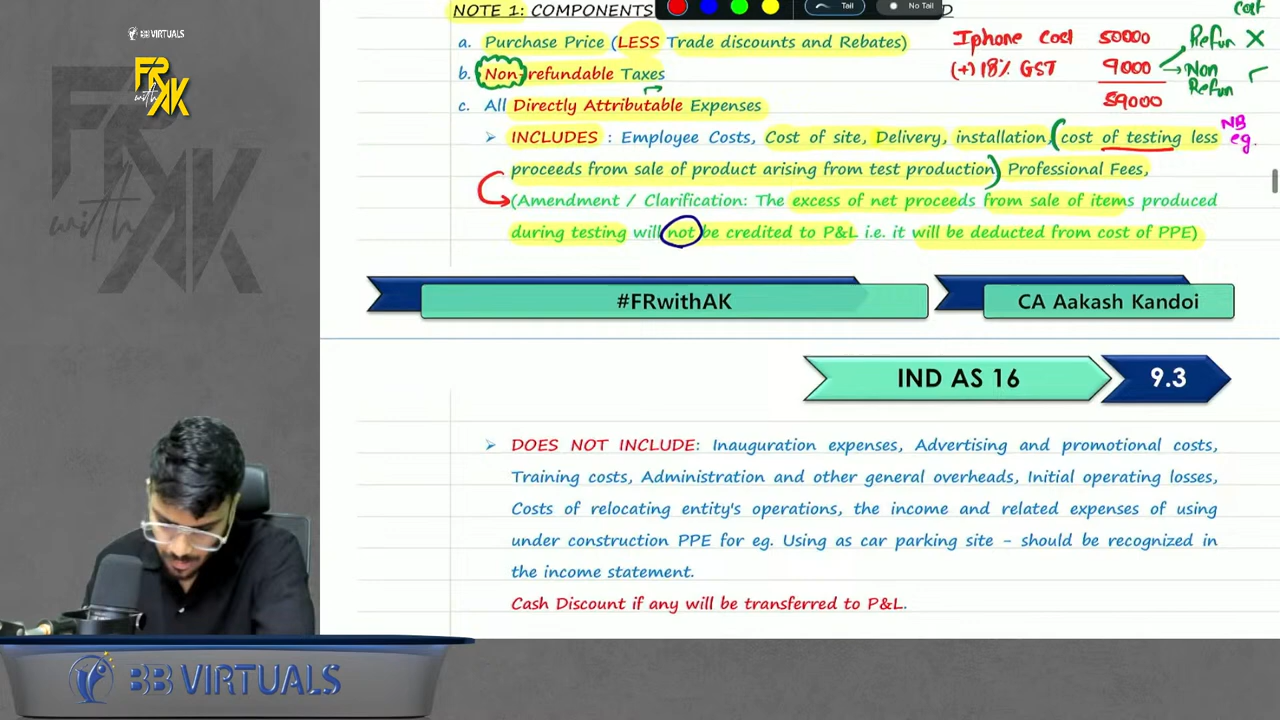 BB VIRTUALS
FR
with
AK
FR
with
AK
NOTE 1: COMPONENTS
Tail
No Tail
D
cost
a. Purchase Price (LESS Trade discounts and Rebates)
Iphone Cost 50000
Refun X
b. Non-refundable Taxes
(+) 18% GST 9000
Non
Refun
59000
c. All Directly Attributable Expenses
➢ INCLUDES : Employee Costs, Cost of site, Delivery, installation, (cost of testing less
NB
eg.
proceeds from sale of product arising from test production) Professional Fees,
(Amendment / Clarification: The excess of net proceeds from sale of items produced
during testing will not be credited to P&L i.e. it will be deducted from cost of PPE)
#FRwithAK
CA Aakash Kandoi
IND AS 16
9.3
➢ DOES NOT INCLUDE: Inauguration expenses, Advertising and promotional costs,
Training costs, Administration and other general overheads, Initial operating losses,
Costs of relocating entity's operations, the income and related expenses of using
under construction PPE for eg. Using as car parking site – should be recognized in
the income statement.
Cash Discount if any will be transferred to P&L.
BB VIRTUALS